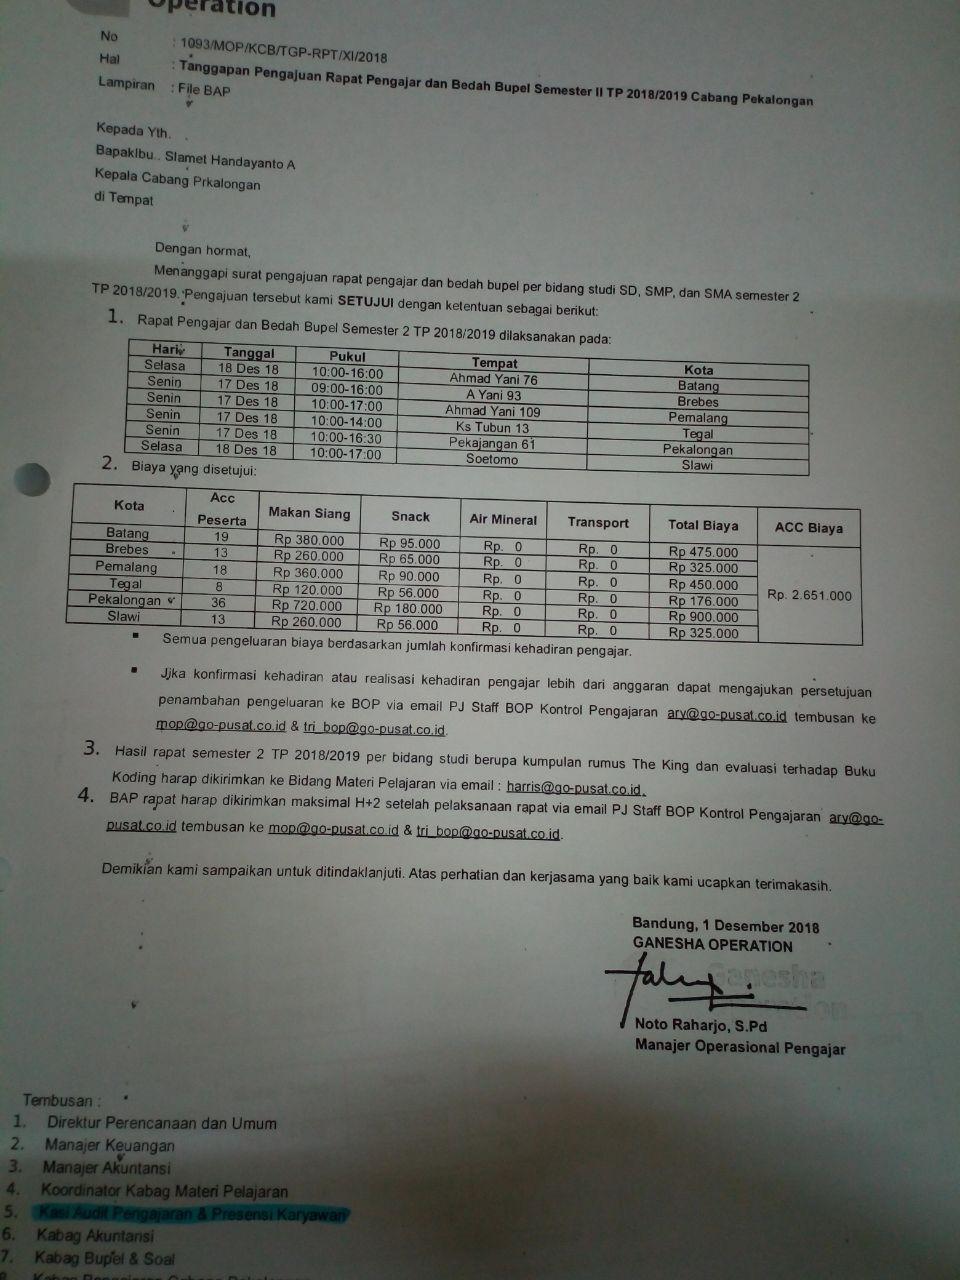 Operation
No : 1093/MOP/KCB/TGP-RPT/XI/2018
Hal : Tanggapan Pengajuan Rapat Pengajar dan Bedah Bupel Semester II TP 2018/2019 Cabang Pekalongan
Lampiran : File BAP
Kepada Yth.
BapakIbu.. Slamet Handayanto A
Kepala Cabang Prkalongan
di Tempat
Dengan hormat,
Menanggapi surat pengajuan rapat pengajar dan bedah bupel per bidang studi SD, SMP, dan SMA semester 2
TP 2018/2019. Pengajuan tersebut kami SETUJUI dengan ketentuan sebagai berikut:
1. Rapat Pengajar dan Bedah Bupel Semester 2 TP 2018/2019 dilaksanakan pada:
Hari Tanggal Pukul Tempat Kota
Selasa 18 Des 18 10:00-16:00 Ahmad Yani 76 Batang
Senin 17 Des 18 09:00-16:00 A Yani 93 Brebes
Senin 17 Des 18 10:00-17:00 Ahmad Yani 109 Pemalang
Senin 17 Des 18 10:00-14:00 Ks Tubun 13 Tegal
Senin 17 Des 18 10:00-16:30 Pekajangan 61 Pekalongan
Selasa 18 Des 18 10:00-17:00 Soetomo Slawi
2. Biaya yang disetujui:
Kota Acc Peserta Makan Siang Snack Air Mineral Transport Total Biaya ACC Biaya
Batang 19 Rp 380.000 Rp 95.000 Rp. 0 Rp. 0 Rp 475.000
Brebes 13 Rp 260.000 Rp 65.000 Rp. 0 Rp. 0 Rp 325.000
Pemalang 18 Rp 360.000 Rp 90.000 Rp. 0 Rp. 0 Rp 450.000
Tegal 8 Rp 120.000 Rp 56.000 Rp. 0 Rp. 0 Rp 176.000 Rp. 2.651.000
Pekalongan 36 Rp 720.000 Rp 180.000 Rp. 0 Rp. 0 Rp 900.000
Slawi 13 Rp 260.000 Rp 56.000 Rp. 0 Rp. 0 Rp 325.000
▪ Semua pengeluaran biaya berdasarkan jumlah konfirmasi kehadiran pengajar.
▪ Jjka konfirmasi kehadiran atau realisasi kehadiran pengajar lebih dari anggaran dapat mengajukan persetujuan
penambahan pengeluaran ke BOP via email PJ Staff BOP Kontrol Pengajaran ary@go-pusat.co.id tembusan ke
mop@go-pusat.co.id & tri_bop@go-pusat.co.id.
3. Hasil rapat semester 2 TP 2018/2019 per bidang studi berupa kumpulan rumus The King dan evaluasi terhadap Buku
Koding harap dikirimkan ke Bidang Materi Pelajaran via email : harris@go-pusat.co.id.
4. BAP rapat harap dikirimkan maksimal H+2 setelah pelaksanaan rapat via email PJ Staff BOP Kontrol Pengajaran ary@go-
pusat.co.id tembusan ke mop@go-pusat.co.id & tri_bop@go-pusat.co.id.
Demikian kami sampaikan untuk ditindaklanjuti. Atas perhatian dan kerjasama yang baik kami ucapkan terimakasih.
Bandung, 1 Desember 2018
GANESHA OPERATION
Noto Raharjo, S.Pd
Manajer Operasional Pengajar
Tembusan :
1. Direktur Perencanaan dan Umum
2. Manajer Keuangan
3. Manajer Akuntansi
4. Koordinator Kabag Materi Pelajaran
5. Kasi Audit Pengajaran & Presensi Karyawan
6. Kabag Akuntansi
7. Kabag Bupel & Soal